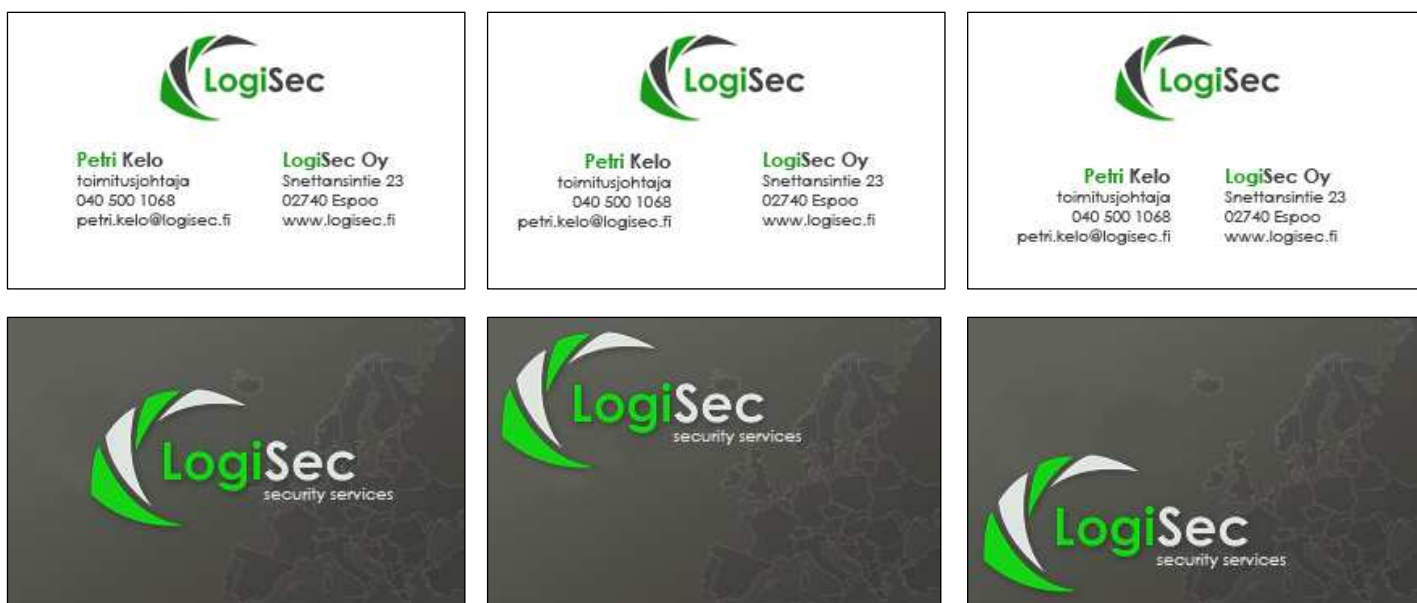 LogiSec
Petri Kelo
toimitusjohtaja
040 500 1068
petri.kelo@logisec.fi
LogiSec Oy
Snettansintie 23
02740 Espoo
www.logisec.fi
LogiSec
Petri Kelo
toimitusjohtaja
040 500 1068
petri.kelo@logisec.fi
LogiSec Oy
Snettansintie 23
02740 Espoo
www.logisec.fi
LogiSec
Petri Kelo
toimitusjohtaja
040 500 1068
petri.kelo@logisec.fi
LogiSec Oy
Snettansintie 23
02740 Espoo
www.logisec.fi
LogiSec
security services
LogiSec
security services
LogiSec
security services